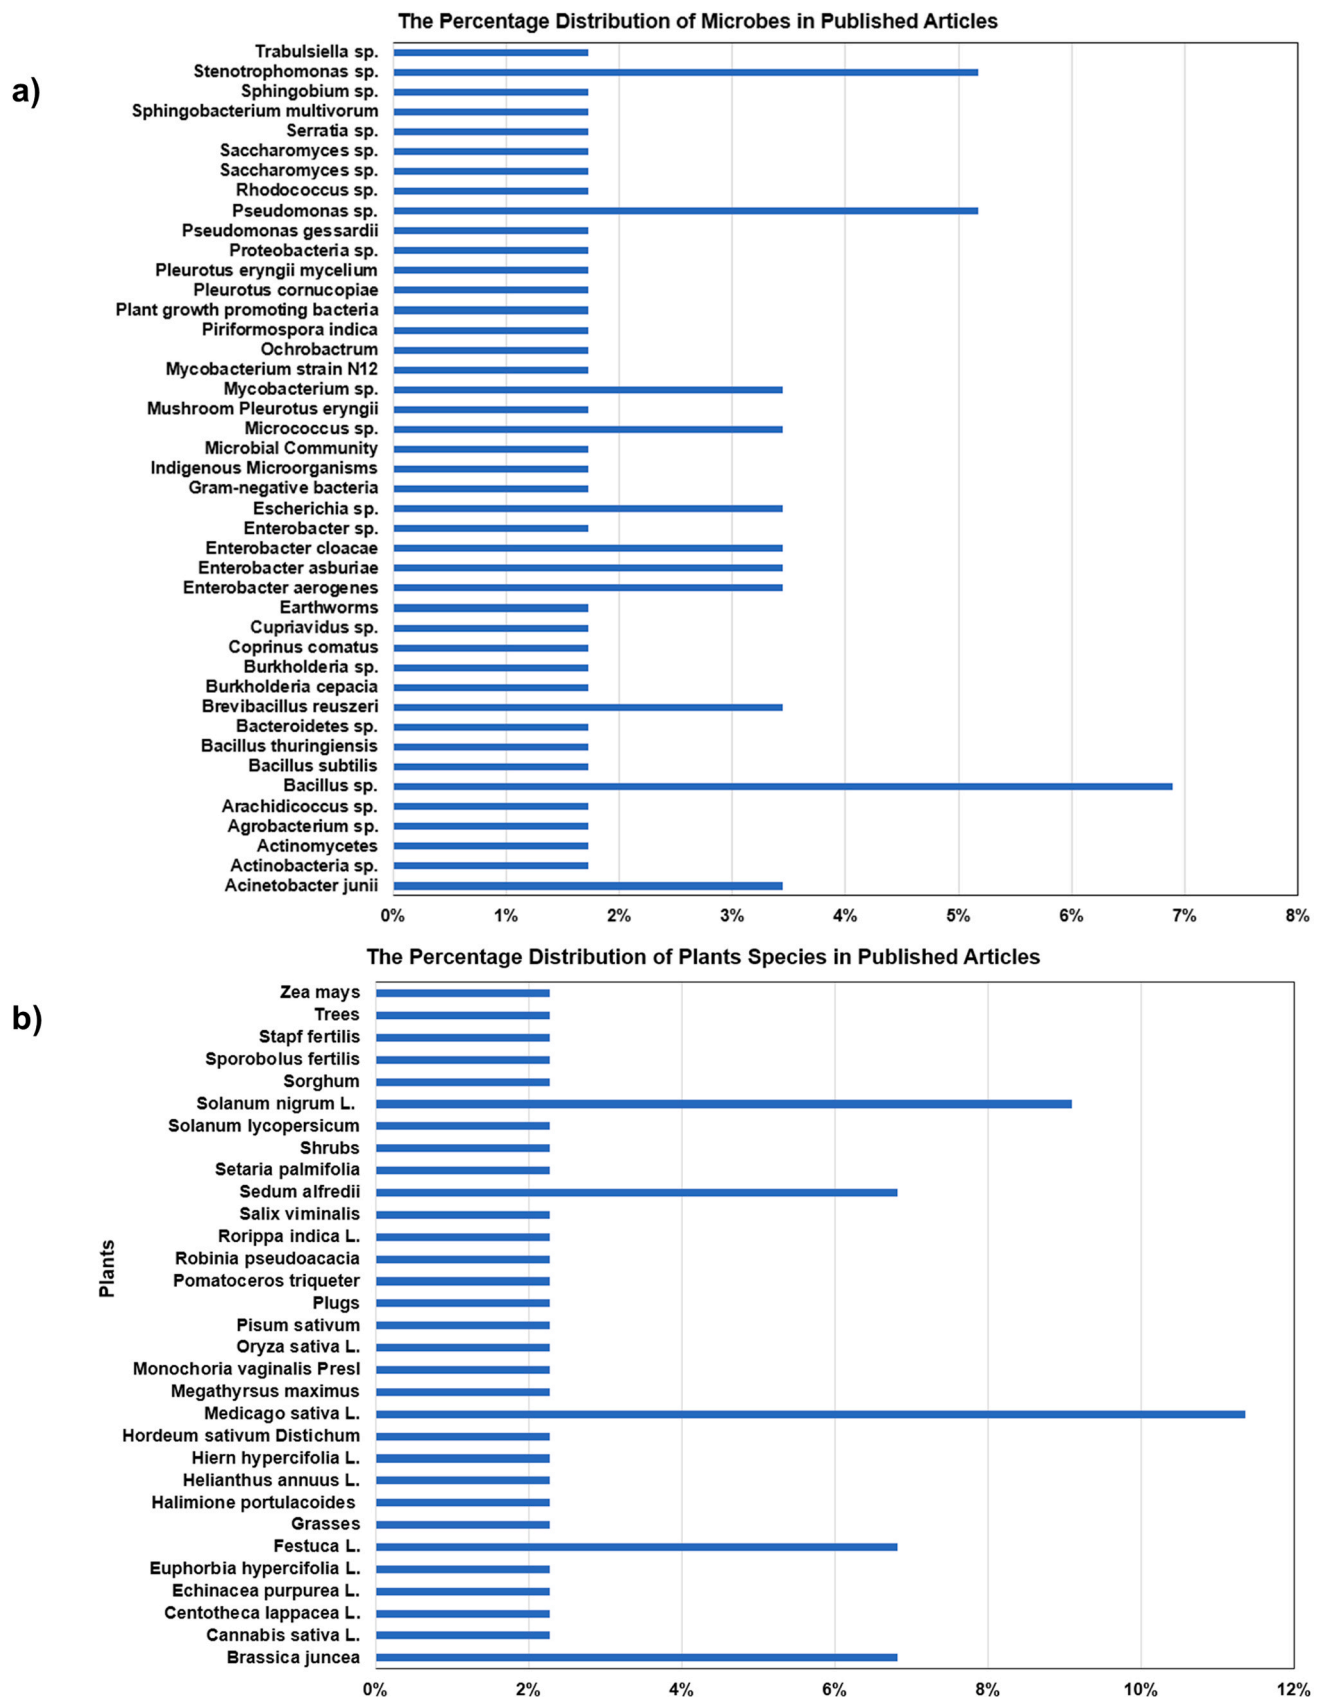 The Percentage Distribution of Microbes in Published Articles
a)
Trabulsiella sp.
Stenotrophomonas sp.
Sphingobium sp.
Sphingobacterium multivorum
Serratia sp.
Saccharomyces sp.
Saccharomyces sp.
Rhodococcus sp.
Pseudomonas sp.
Pseudomonas gessardii
Proteobacteria sp.
Pleurotus eryngii mycelium
Pleurotus cornucopiae
Plant growth promoting bacteria
Piriformospora indica
Ochrobactrum
Mycobacterium strain N12
Mycobacterium sp.
Mushroom Pleurotus eryngii
Micrococcus sp.
Microbial Community
Indigenous Microorganisms
Gram-negative bacteria
Escherichia sp.
Enterobacter sp.
Enterobacter cloacae
Enterobacter asburiae
Enterobacter aerogenes
Earthworms
Cupriavidus sp.
Coprinus comatus
Burkholderia sp.
Burkholderia cepacia
Brevibacillus reuszeri
Bacteroidetes sp.
Bacillus thuringiensis
Bacillus subtilis
Bacillus sp.
Arachidicoccus sp.
Agrobacterium sp.
Actinomycetes
Actinobacteria sp.
Acinetobacter junii
0% 1% 2% 3% 4% 5% 6% 7% 8%
The Percentage Distribution of Plants Species in Published Articles
b)
Plants
Zea mays
Trees
Stapf fertilis
Sporobolus fertilis
Sorghum
Solanum nigrum L.
Solanum lycopersicum
Shrubs
Setaria palmifolia
Sedum alfredii
Salix viminalis
Rorippa indica L.
Robinia pseudoacacia
Pomatoceros triqueter
Plugs
Pisum sativum
Oryza sativa L.
Monochoria vaginalis Presl
Megathyrsus maximus
Medicago sativa L.
Hordeum sativum Distichum
Hiern hypercifolia L.
Helianthus annuus L.
Halimione portulacoides
Grasses
Festuca L.
Euphorbia hypercifolia L.
Echinacea purpurea L.
Centotheca lappacea L.
Cannabis sativa L.
Brassica juncea
0% 2% 4% 6% 8% 10% 12%